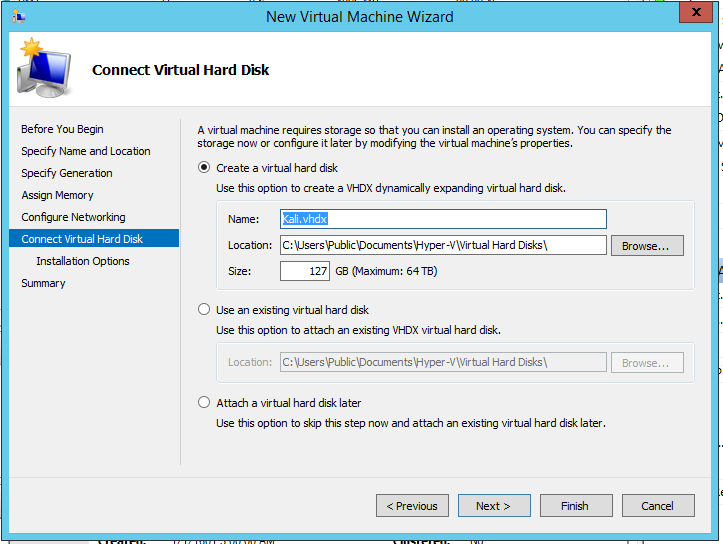 New Virtual Machine Wizard
x
Connect Virtual Hard Disk
Before You Begin
Specify Name and Location
Specify Generation
Assign Memory
Configure Networking
Connect Virtual Hard Disk
Installation Options
Summary
A virtual machine requires storage so that you can install an operating system. You can specify the
storage now or configure it later by modifying the virtual machine's properties.
Create a virtual hard disk
Use this option to create a VHDX dynamically expanding virtual hard disk.
Name: Kali.vhdx
Location: C:\Users\Public\Documents\Hyper-V\Virtual Hard Disks\ Browse...
Size: 127 GB (Maximum: 64 TB)
Use an existing virtual hard disk
Use this option to attach an existing VHDX virtual hard disk.
Location: C:\Users\Public\Documents\Hyper-V\Virtual Hard Disks\ Browse...
Attach a virtual hard disk later
Use this option to skip this step now and attach an existing virtual hard disk later.
< Previous Next > Finish Cancel